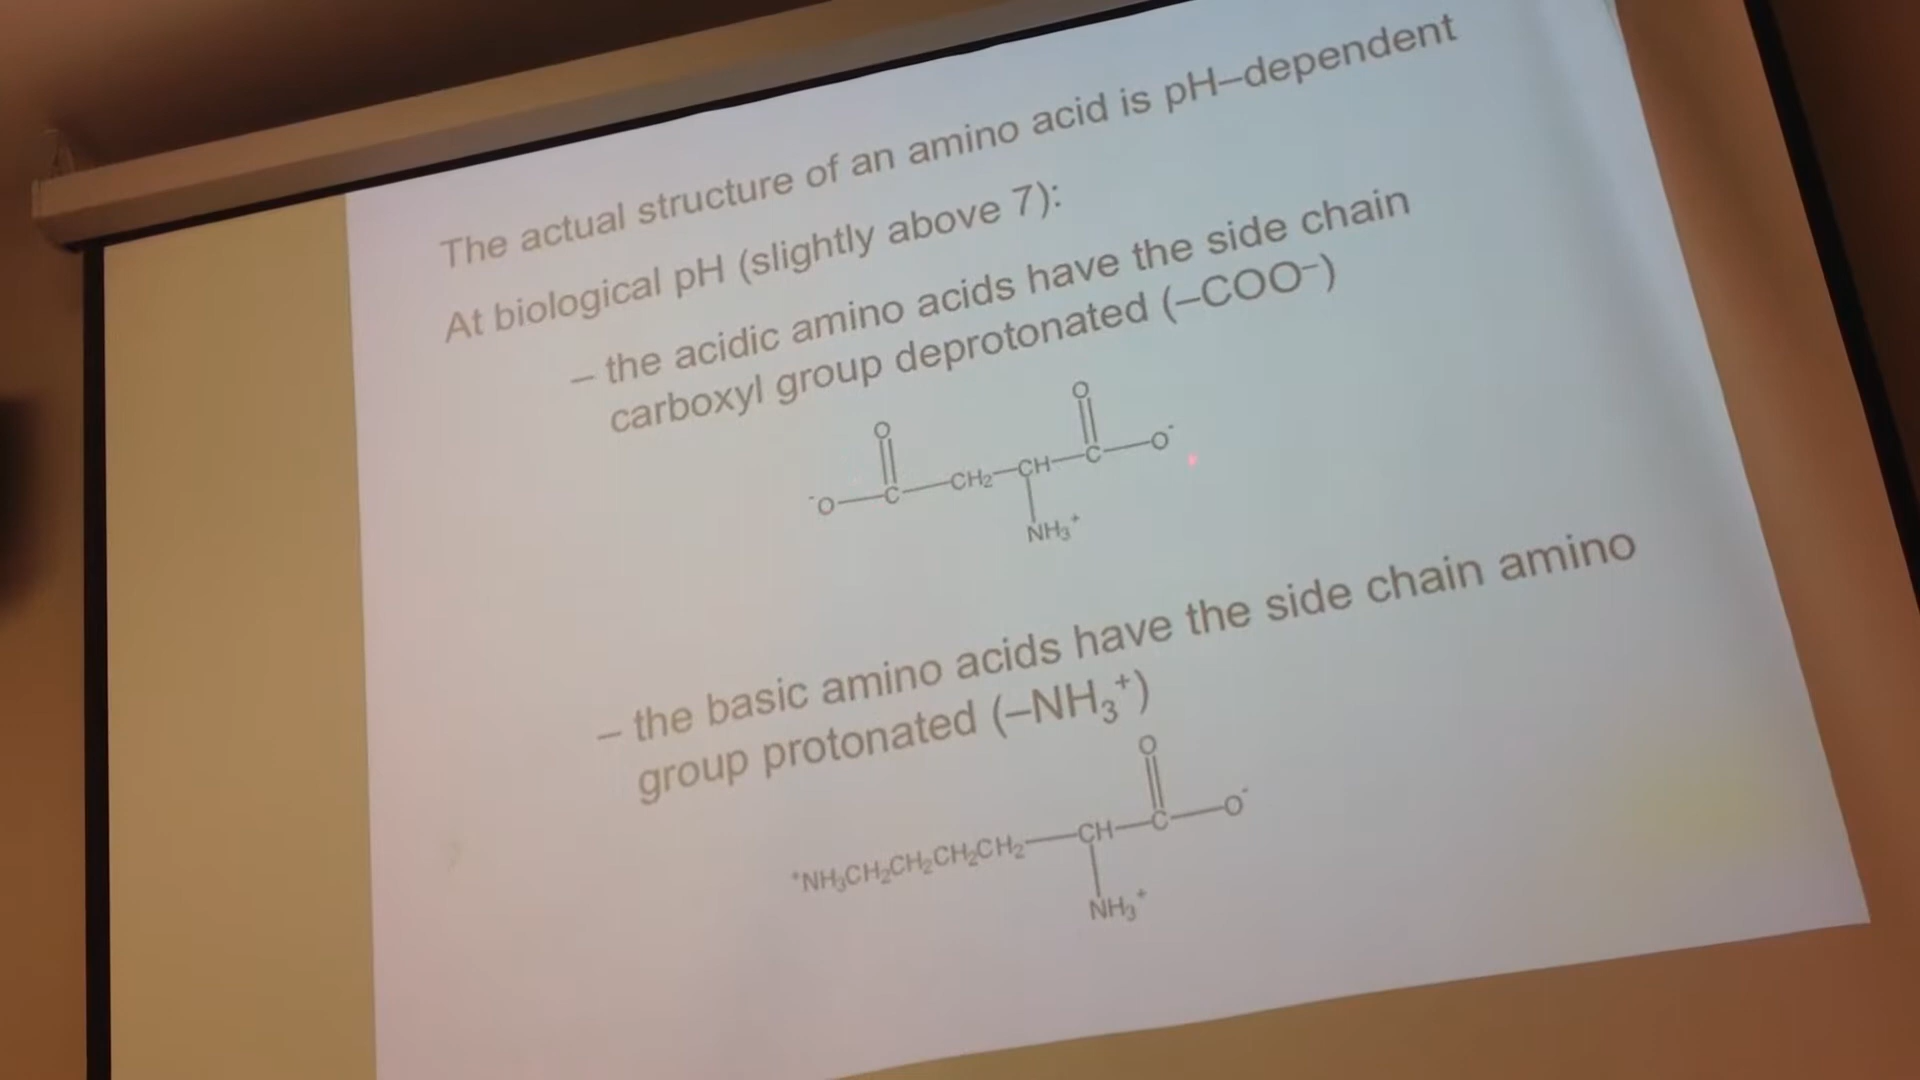 The actual structure of an amino acid is pH–dependent
At biological pH (slightly above 7):
– the acidic amino acids have the side chain
carboxyl group deprotonated (–COO⁻)
O
O
⁻O—C—CH₂—CH—C—O⁻
NH₃⁺
– the basic amino acids have the side chain amino
group protonated (–NH₃⁺)
O
⁺NH₃CH₂CH₂CH₂CH₂—CH—C—O⁻
NH₃⁺